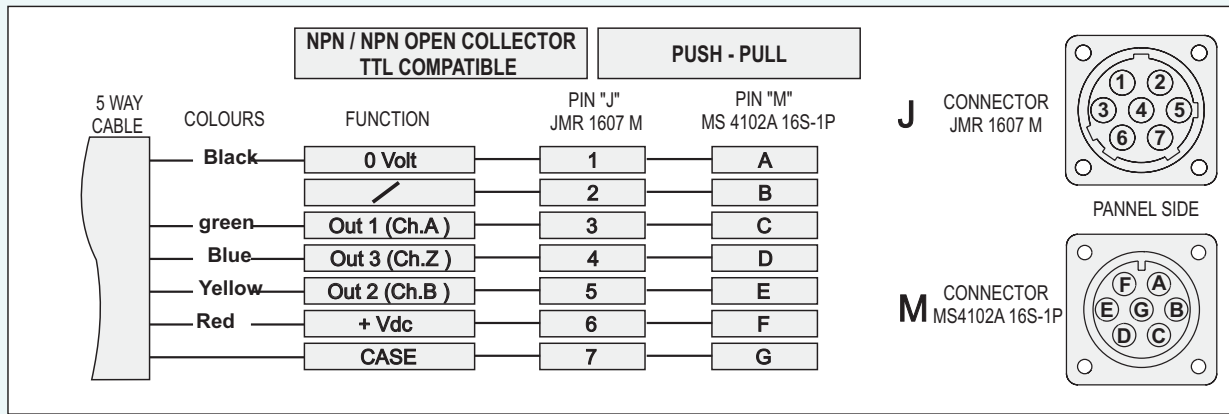 NPN / NPN OPEN COLLECTOR
TTL COMPATIBLE
PUSH - PULL
5 WAY
CABLE
COLOURS
FUNCTION
PIN "J"
JMR 1607 M
PIN "M"
MS 4102A 16S-1P
Black 0 Volt 1 A
/ 2 B
green Out 1 (Ch.A ) 3 C
Blue Out 3 (Ch.Z ) 4 D
Yellow Out 2 (Ch.B ) 5 E
Red + Vdc 6 F
CASE 7 G
J
CONNECTOR
JMR 1607 M
1 2
3 4 5
6 7
PANNEL SIDE
M
CONNECTOR
MS4102A 16S-1P
F A
E G B
D C